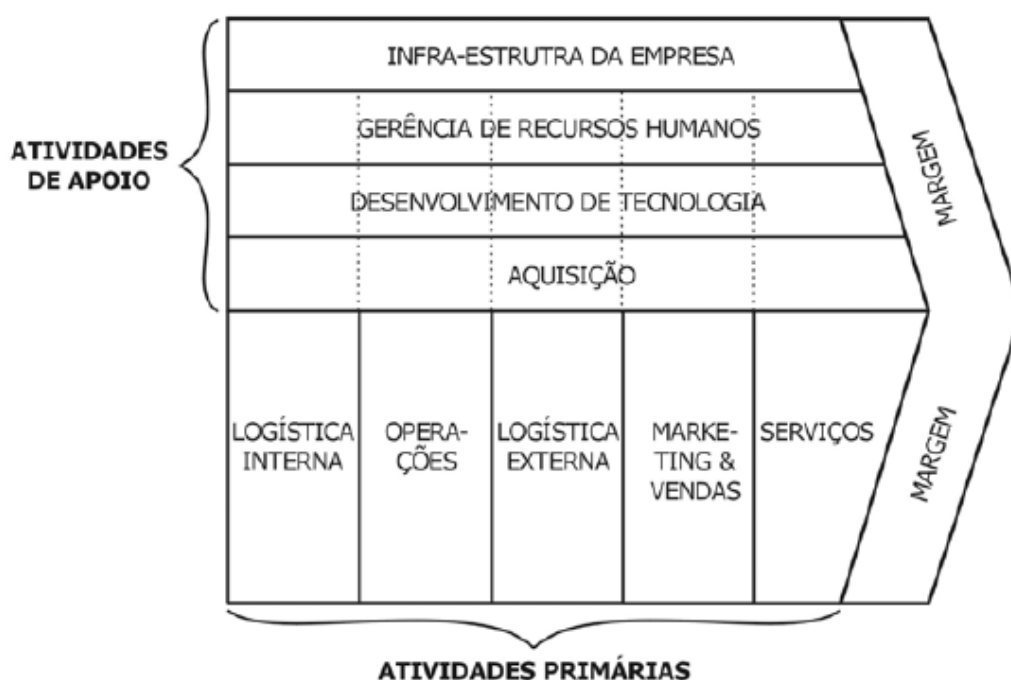 INFRA-ESTRUTRA DA EMPRESA
GERÊNCIA DE RECURSOS HUMANOS
ATIVIDADES
DE APOIO
DESENVOLVIMENTO DE TECNOLOGIA
AQUISIÇÃO
MARGEM
LOGÍSTICA
INTERNA
OPERA-
ÇÕES
LOGÍSTICA
EXTERNA
MARKE-
TING &
VENDAS
SERVIÇOS
MARGEM
ATIVIDADES PRIMÁRIAS